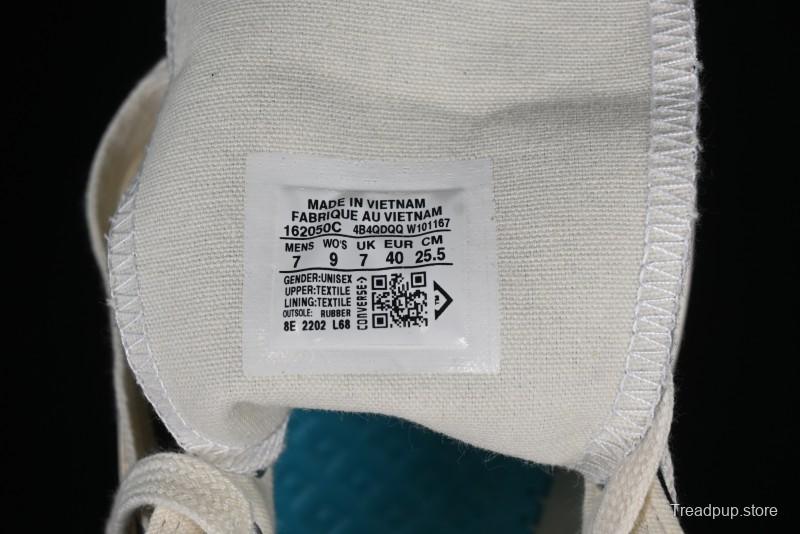 MADE IN VIETNAM
FABRIQUE AU VIETNAM
162050C 4B4QDQQ W101167
MENS WO'S UK EUR CM
7 9 7 40 25.5
GENDER:UNISEX
UPPER:TEXTILE
LINING:TEXTILE
OUTSOLE: RUBBER
8E 2202 L68
CONVERSE>
Treadpup.store